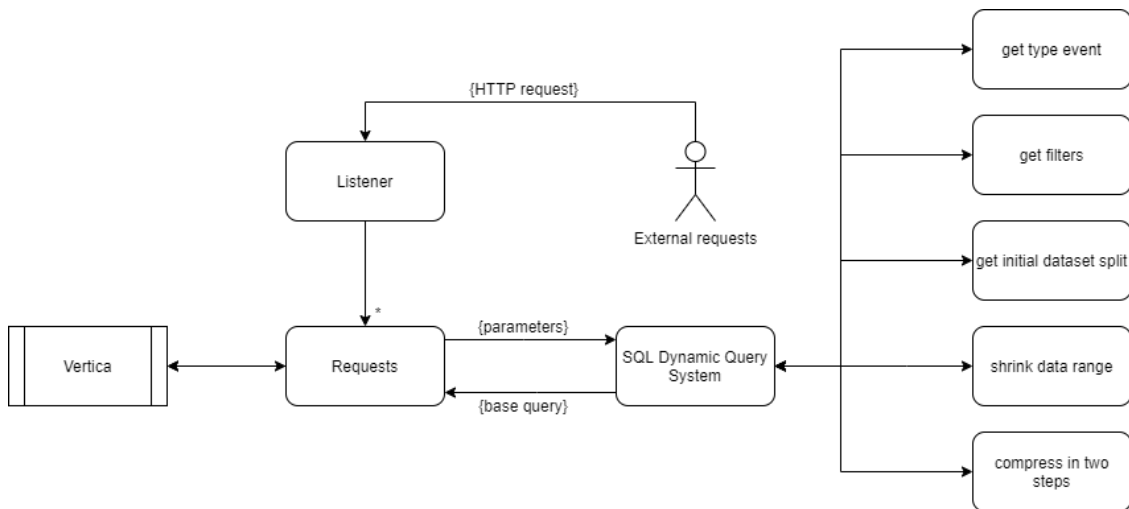 get type event
{HTTP request}
get filters
Listener
External requests
get initial dataset split
*
{parameters}
Vertica
Requests
SQL Dynamic Query
System
shrink data range
{base query}
compress in two
steps